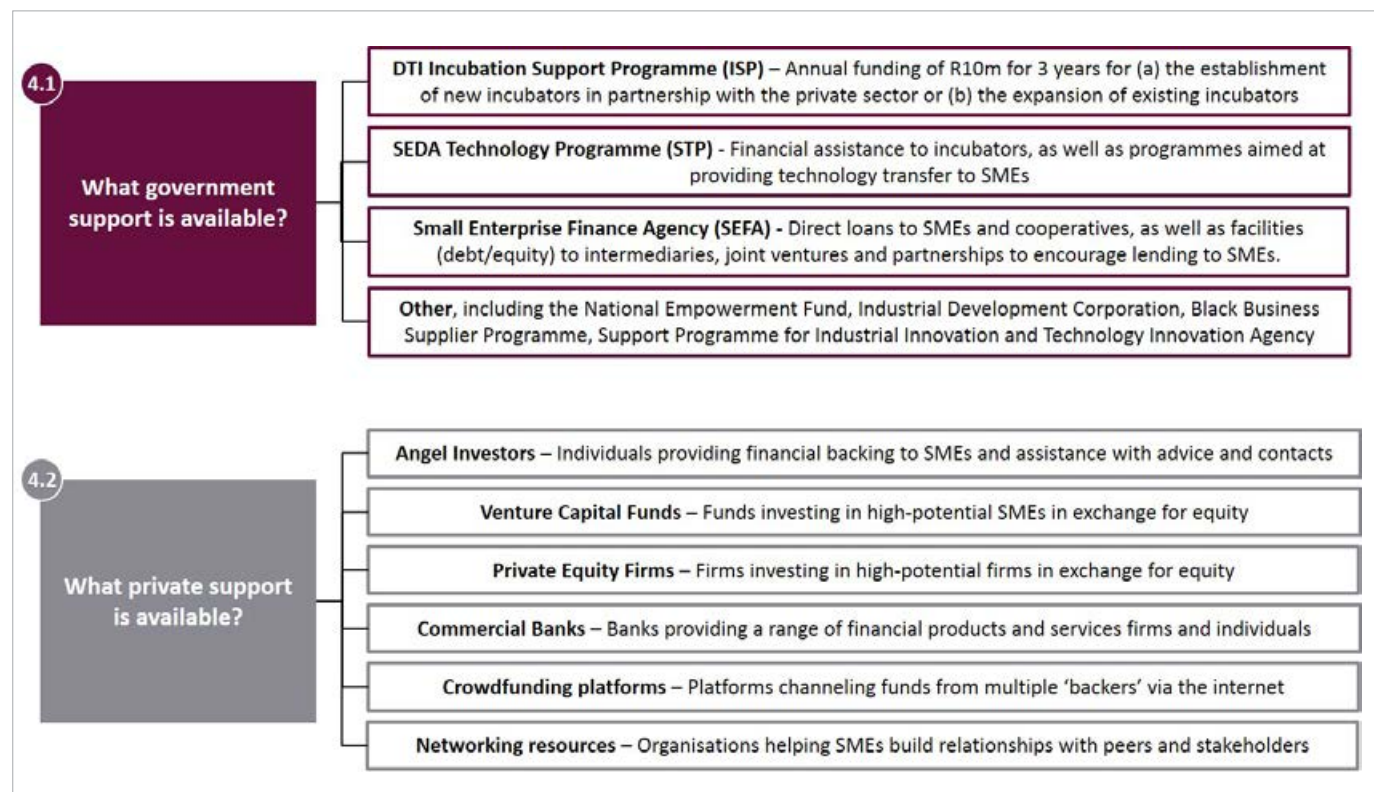 4.1
What government
support is available?
DTI Incubation Support Programme (ISP) – Annual funding of R10m for 3 years for (a) the establishment
of new incubators in partnership with the private sector or (b) the expansion of existing incubators
SEDA Technology Programme (STP) - Financial assistance to incubators, as well as programmes aimed at
providing technology transfer to SMEs
Small Enterprise Finance Agency (SEFA) - Direct loans to SMEs and cooperatives, as well as facilities
(debt/equity) to intermediaries, joint ventures and partnerships to encourage lending to SMEs.
Other, including the National Empowerment Fund, Industrial Development Corporation, Black Business
Supplier Programme, Support Programme for Industrial Innovation and Technology Innovation Agency
4.2
What private support
is available?
Angel Investors – Individuals providing financial backing to SMEs and assistance with advice and contacts
Venture Capital Funds – Funds investing in high-potential SMEs in exchange for equity
Private Equity Firms – Firms investing in high-potential firms in exchange for equity
Commercial Banks – Banks providing a range of financial products and services firms and individuals
Crowdfunding platforms – Platforms channeling funds from multiple ‘backers’ via the internet
Networking resources – Organisations helping SMEs build relationships with peers and stakeholders